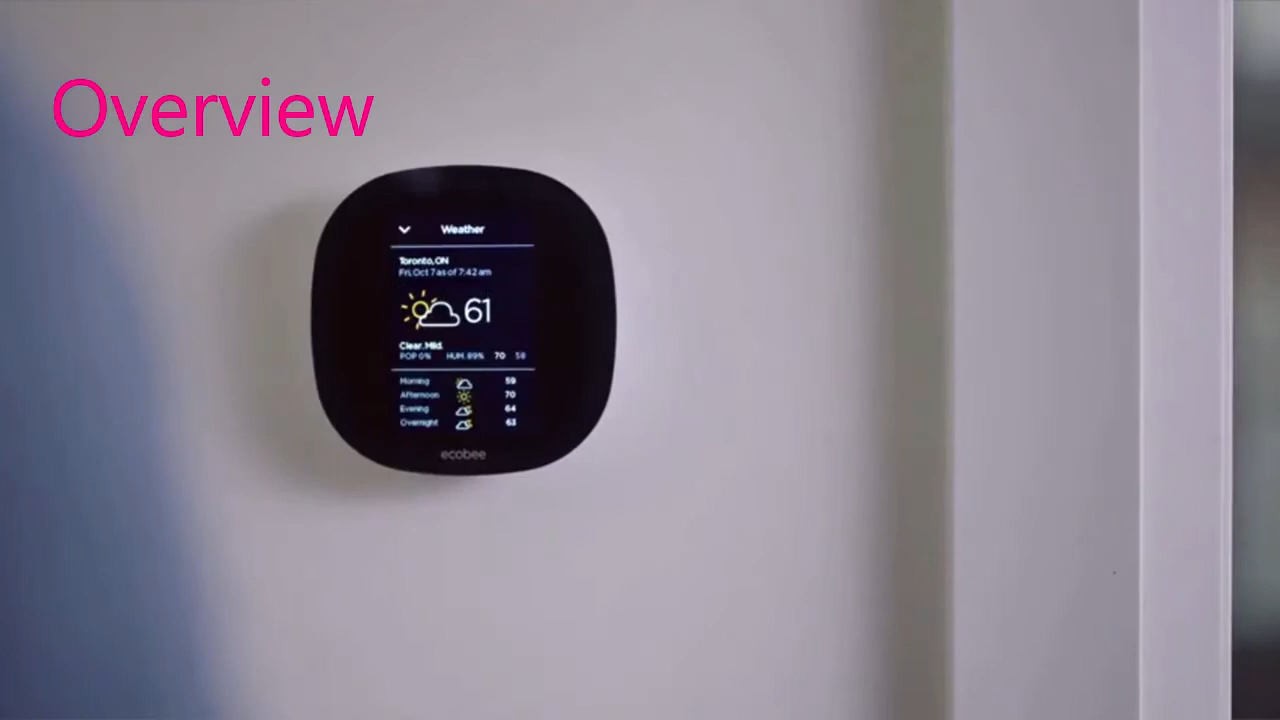 Overview
Weather
Toronto, ON
Fri, Oct 7 as of 7:42 am
61
Clear. Mild.
POP 0% HUM. 89% 70 58
Morning 59
Afternoon 70
Evening 64
Overnight 63
ecobee